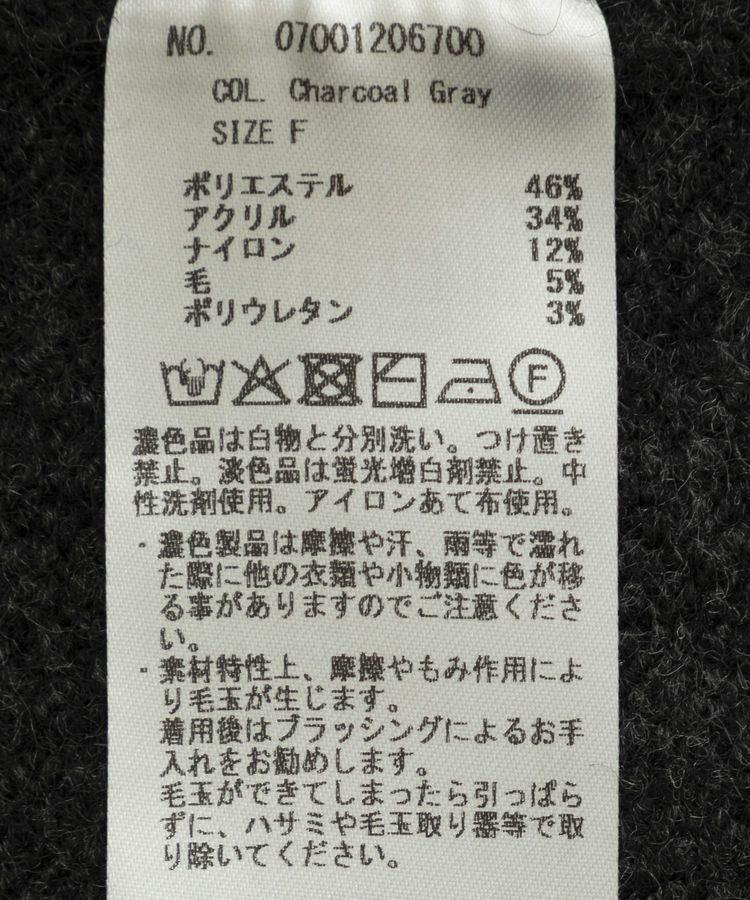 NO. 07001206700
COL. Charcoal Gray
SIZE F
ポリエステル 46%
アクリル 34%
ナイロン 12%
毛 5%
ポリウレタン 3%
F
濃色品は白物と分別洗い。つけ置き
禁止。淡色品は蛍光増白剤禁止。中
性洗剤使用。アイロンあて布使用。
・濃色製品は摩擦や汗、雨等で濡れ
た際に他の衣類や小物類に色が移
る事がありますのでご注意くださ
い。
・素材特性上、摩擦やもみ作用によ
り毛玉が生じます。
着用後はブラッシングによるお手
入れをお勧めします。
毛玉ができてしまったら引っぱら
ずに、ハサミや毛玉取り器等で取
り除いてください。